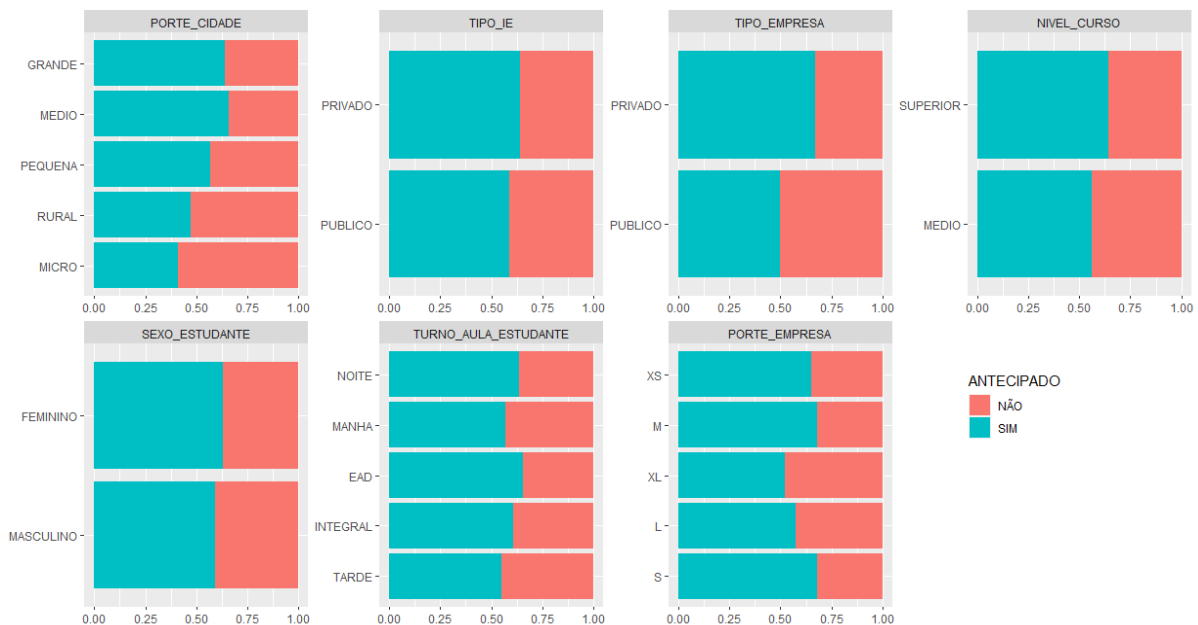 PORTE_CIDADE
GRANDE
MEDIO
PEQUENA
RURAL
MICRO
0.00 0.25 0.50 0.75 1.00
TIPO_IE
PRIVADO
PUBLICO
0.00 0.25 0.50 0.75 1.00
TIPO_EMPRESA
PRIVADO
PUBLICO
0.00 0.25 0.50 0.75 1.00
NIVEL_CURSO
SUPERIOR
MEDIO
0.00 0.25 0.50 0.75 1.00
SEXO_ESTUDANTE
FEMININO
MASCULINO
0.00 0.25 0.50 0.75 1.00
TURNO_AULA_ESTUDANTE
NOITE
MANHA
EAD
INTEGRAL
TARDE
0.00 0.25 0.50 0.75 1.00
PORTE_EMPRESA
XS
M
XL
L
S
0.00 0.25 0.50 0.75 1.00
ANTECIPADO
NÃO
SIM